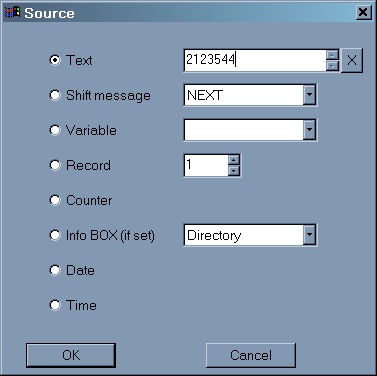 Source
Text 2123544 X
Shift message NEXT
Variable
Record 1
Counter
Info BOX (if set) Directory
Date
Time
OK Cancel